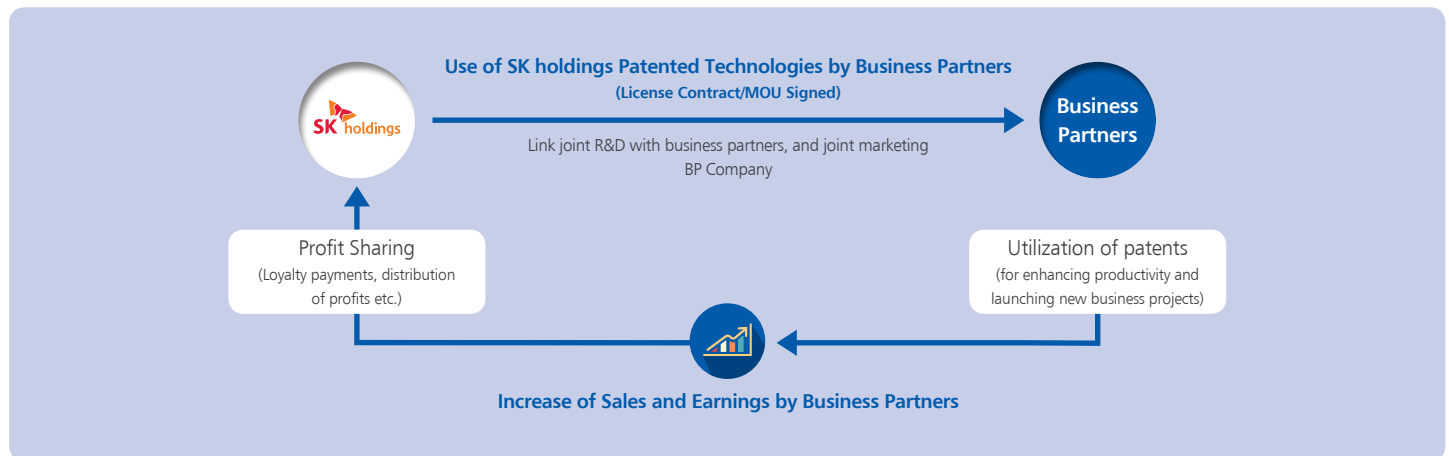 Use of SK holdings Patented Technologies by Business Partners
(License Contract/MOU Signed)
SK holdings
Business
Partners
Link joint R&D with business partners, and joint marketing
BP Company
Profit Sharing
(Loyalty payments, distribution
of profits etc.)
Utilization of patents
(for enhancing productivity and
launching new business projects)
Increase of Sales and Earnings by Business Partners